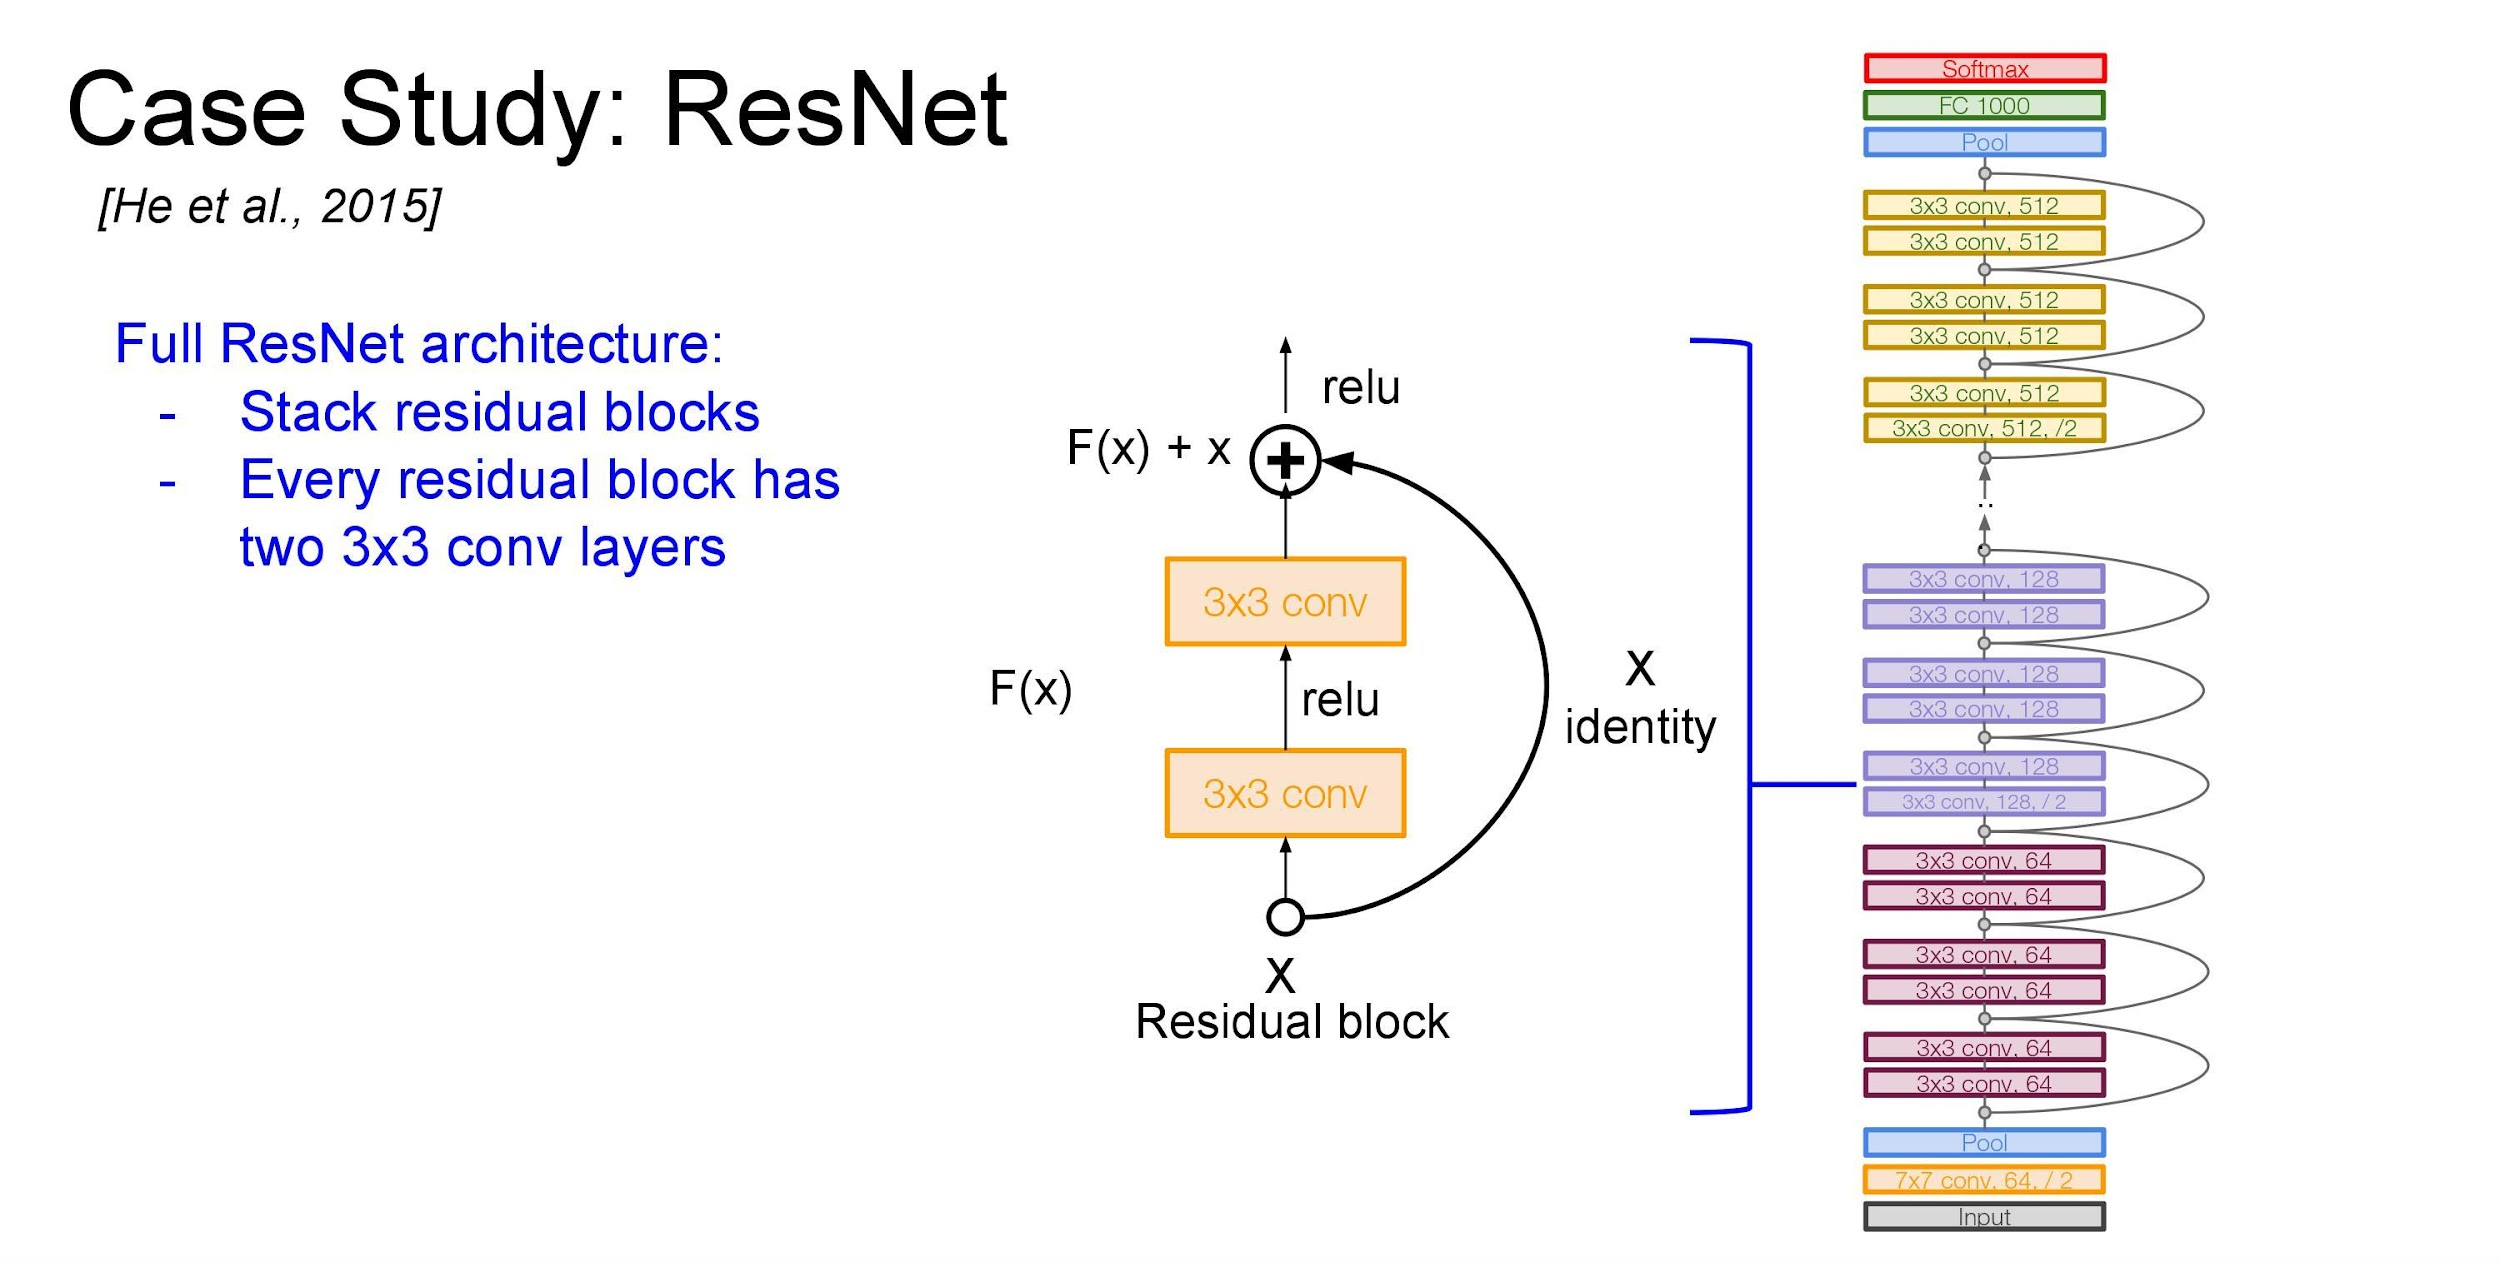 Case Study: ResNet
[He et al., 2015]
Full ResNet architecture:
- Stack residual blocks
- Every residual block has
two 3x3 conv layers
relu
F(x) + x
3x3 conv
F(x)
relu
X
identity
3x3 conv
X
Residual block
Softmax
FC 1000
Pool
3x3 conv, 512
3x3 conv, 512
3x3 conv, 512
3x3 conv, 512
3x3 conv, 512
3x3 conv, 512, /2
..
3x3 conv, 128
3x3 conv, 128
3x3 conv, 128
3x3 conv, 128
3x3 conv, 128
3x3 conv, 128, / 2
3x3 conv, 64
3x3 conv, 64
3x3 conv, 64
3x3 conv, 64
3x3 conv, 64
3x3 conv, 64
Pool
7x7 conv, 64, / 2
Input